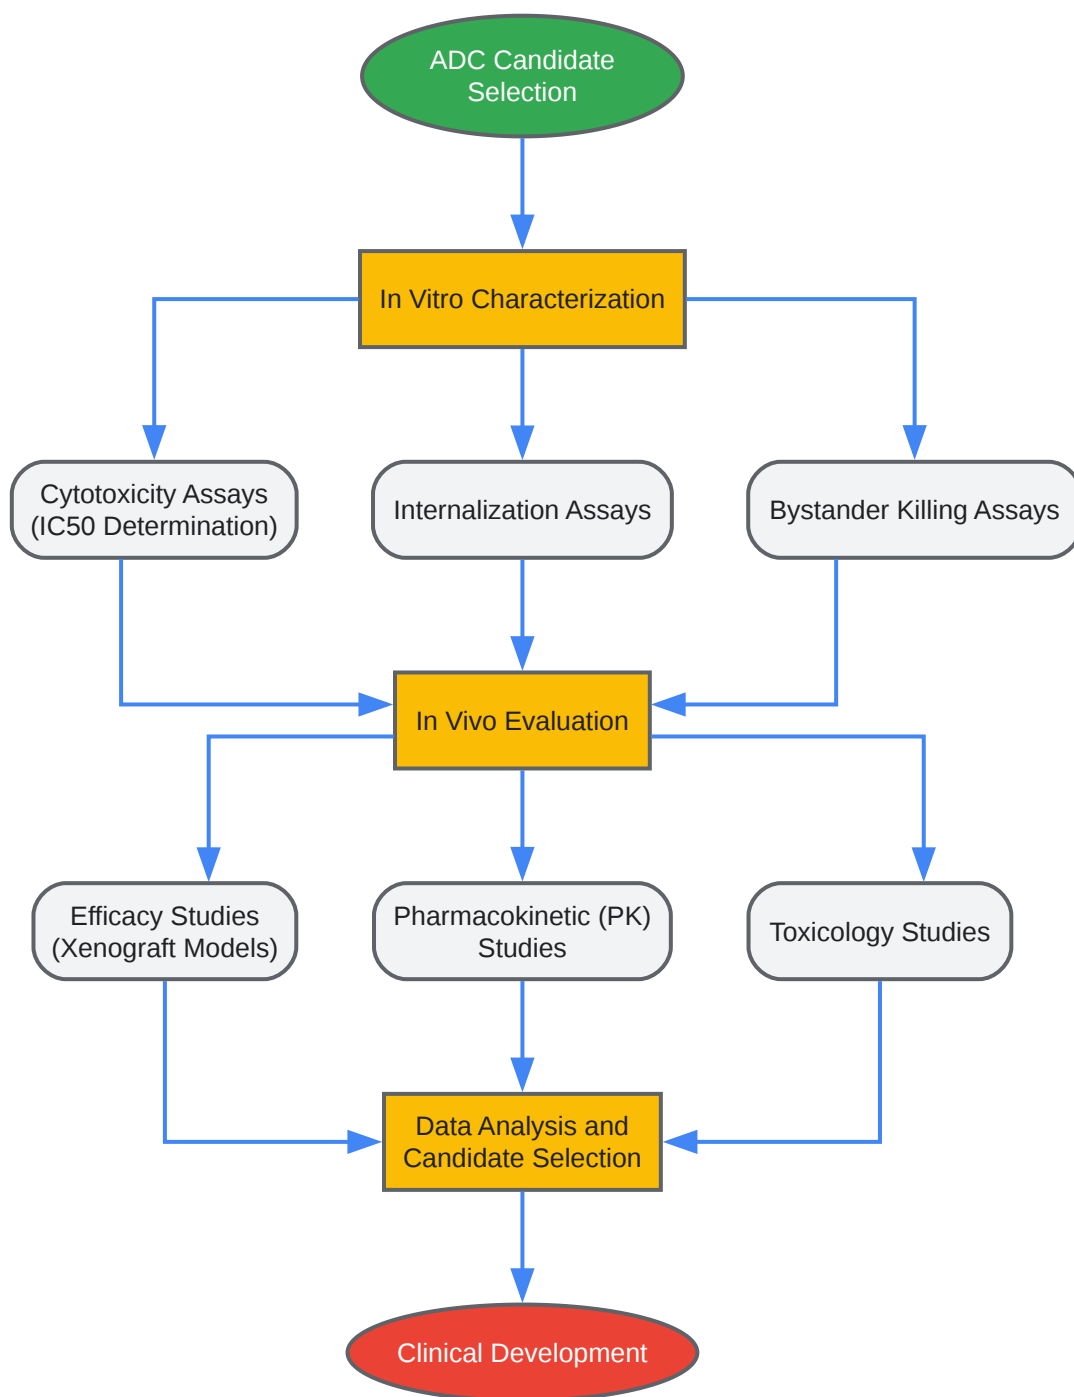 ADC Candidate
Selection
In Vitro Characterization
Cytotoxicity Assays
(IC50 Determination)
Internalization Assays
Bystander Killing Assays
In Vivo Evaluation
Efficacy Studies
(Xenograft Models)
Pharmacokinetic (PK)
Studies
Toxicology Studies
Data Analysis and
Candidate Selection
Clinical Development